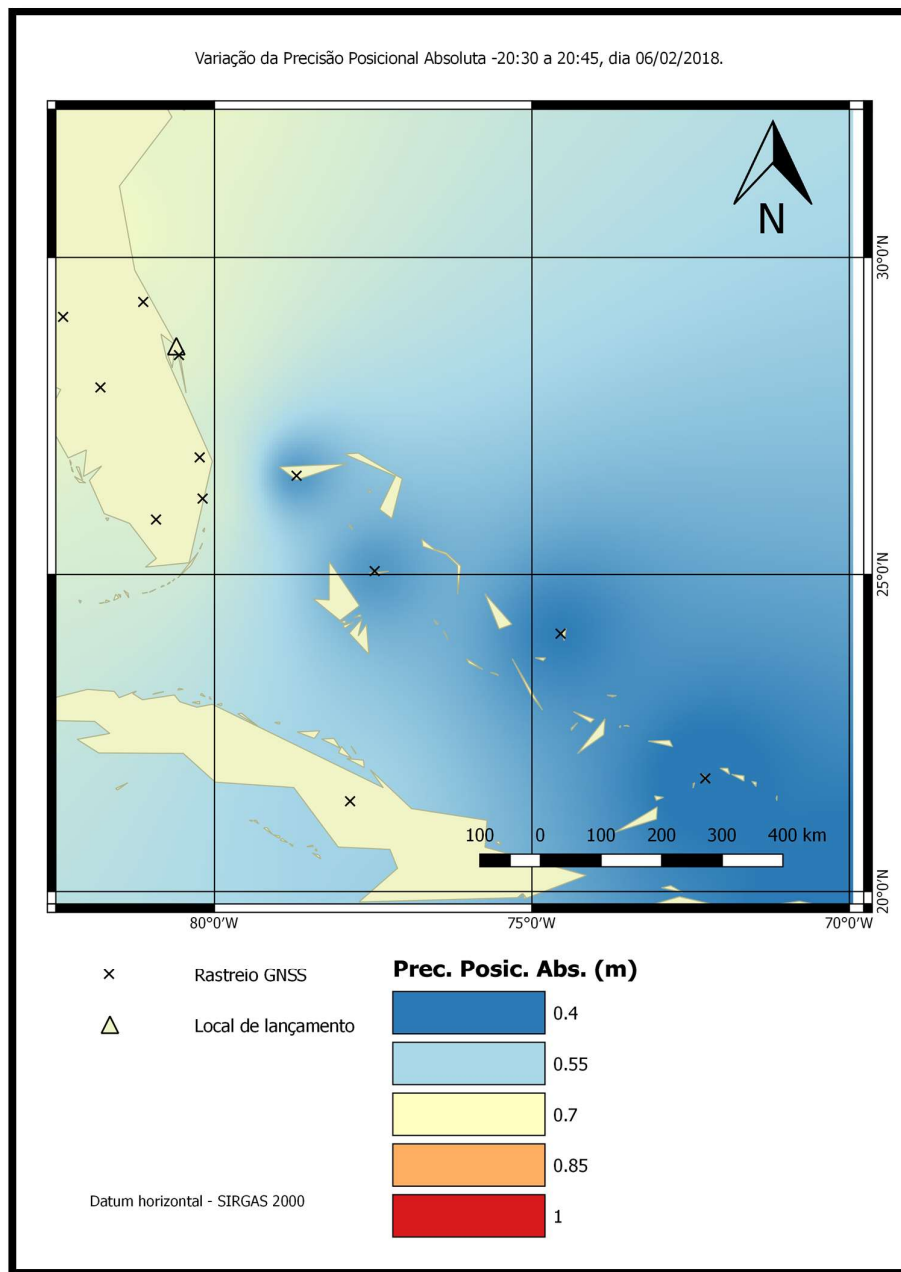 Variação da Precisão Posicional Absoluta -20:30 a 20:45, dia 06/02/2018.
N
30°0'N
25°0'N
100 0 100 200 300 400 km
20°0'N
80°0'W 75°0'W 70°0'W
Rastreio GNSS
Local de lançamento
Prec. Posic. Abs. (m)
0.4
0.55
0.7
0.85
1
Datum horizontal - SIRGAS 2000